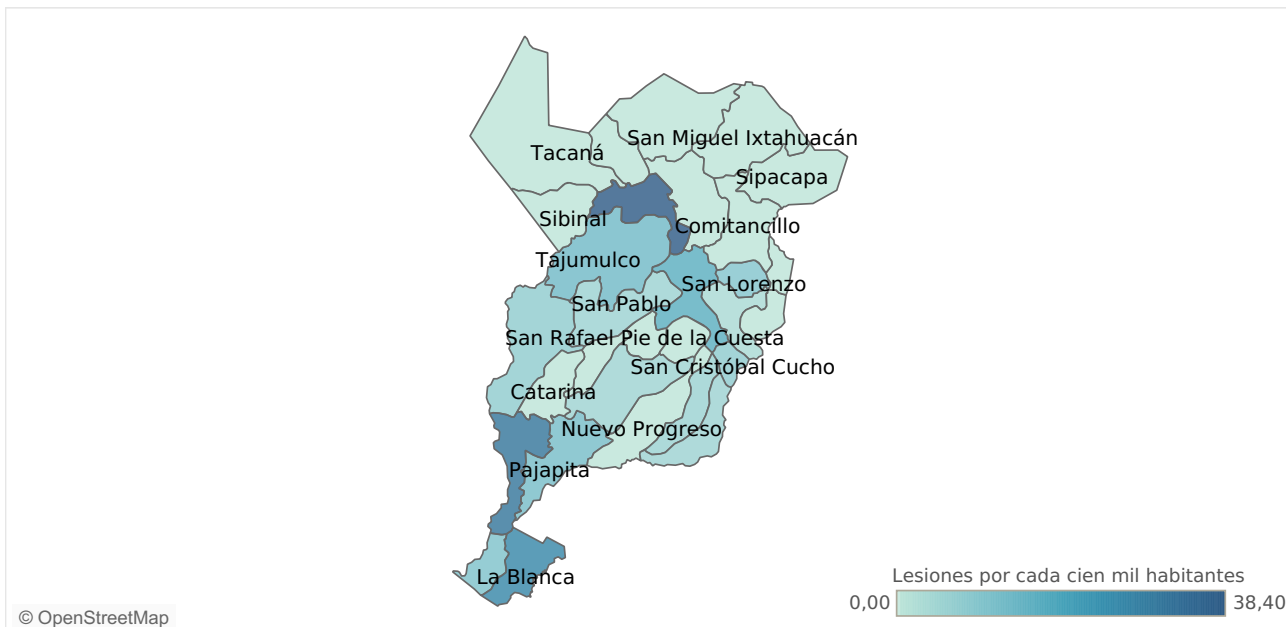 San Miguel Ixtahuacán
Tacaná
Sipacapa
Sibinal
Comitancillo
Tajumulco
San Lorenzo
San Pablo
San Rafael Pie de la Cuesta
San Cristóbal Cucho
Catarina
Nuevo Progreso
Pajapita
La Blanca
Lesiones por cada cien mil habitantes
0,00 38,40
© OpenStreetMap